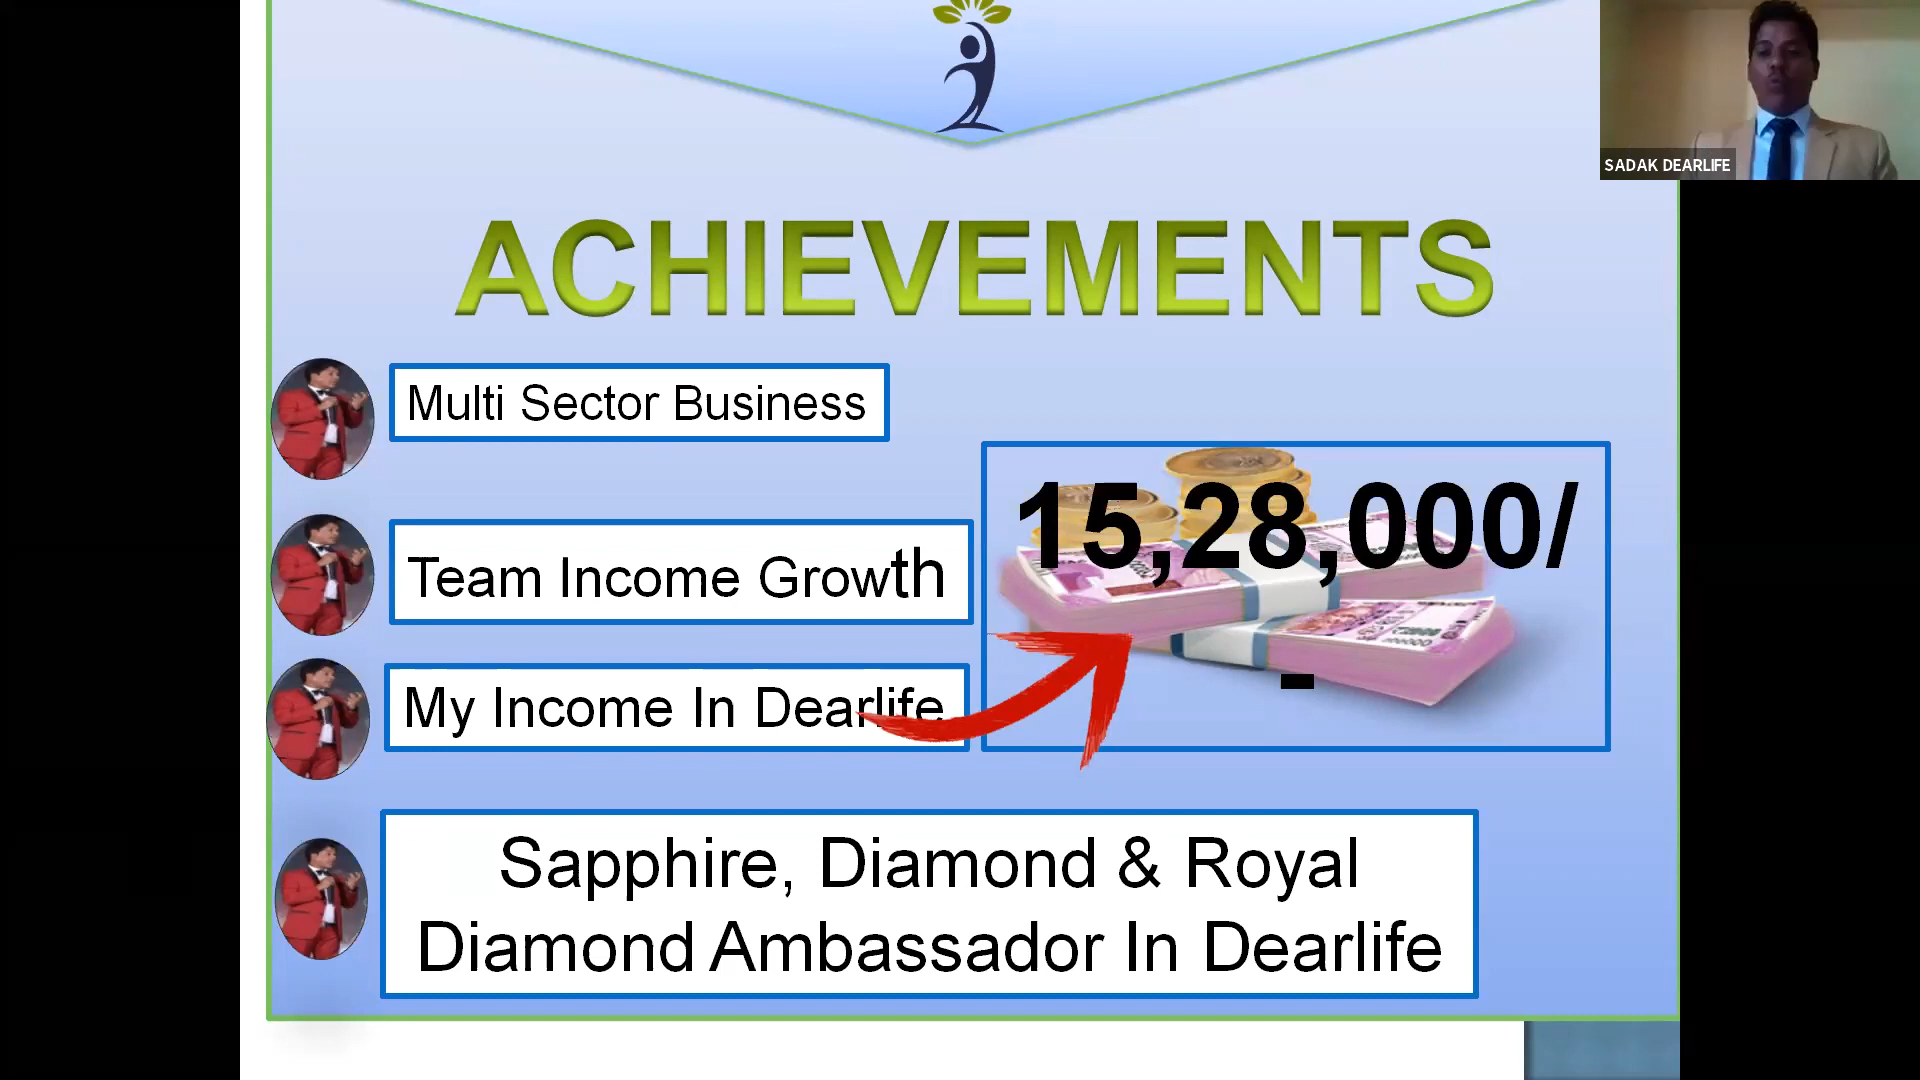 SADAK DEARLIFE
ACHIEVEMENTS
Multi Sector Business
Team Income Growth
15,28,000/
-
My Income In Dearlife
Sapphire, Diamond & Royal
Diamond Ambassador In Dearlife